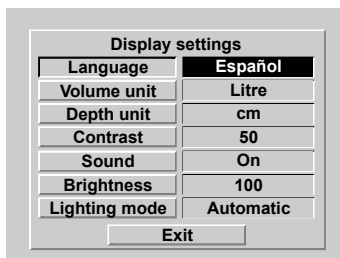 Display settings
Language Español
Volume unit Litre
Depth unit cm
Contrast 50
Sound On
Brightness 100
Lighting mode Automatic
Exit